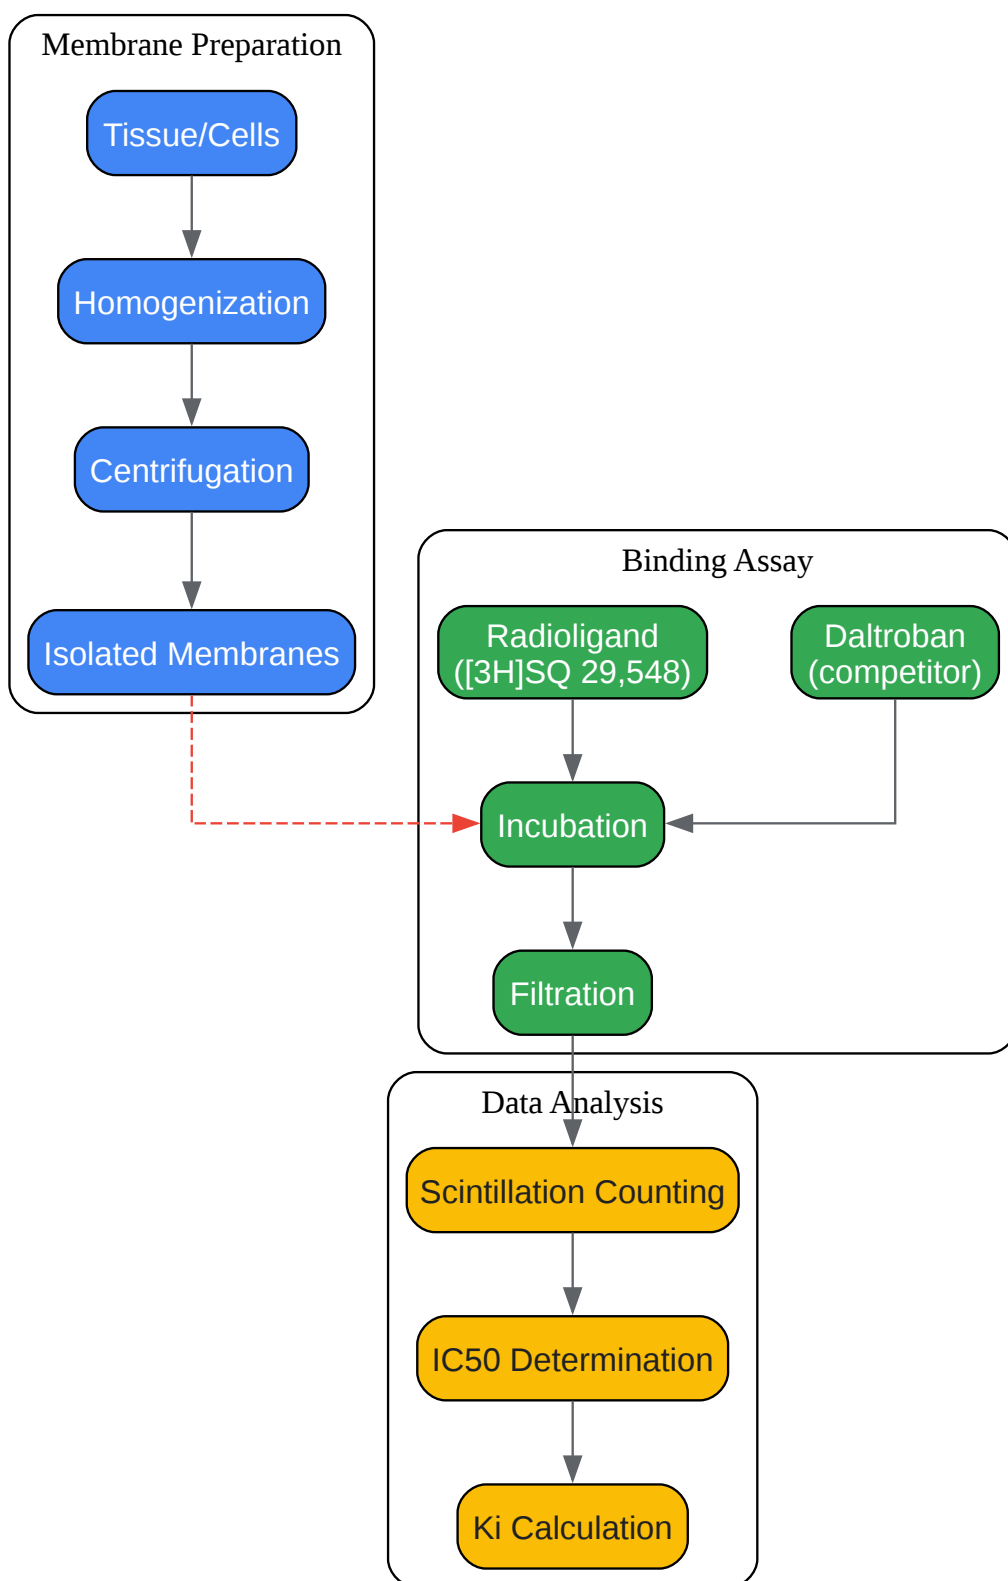 Membrane Preparation
Tissue/Cells
Homogenization
Centrifugation
Isolated Membranes
Binding Assay
Radioligand
([3H]SQ 29,548)
Daltroban
(competitor)
Incubation
Filtration
Data Analysis
Scintillation Counting
IC50 Determination
Ki Calculation